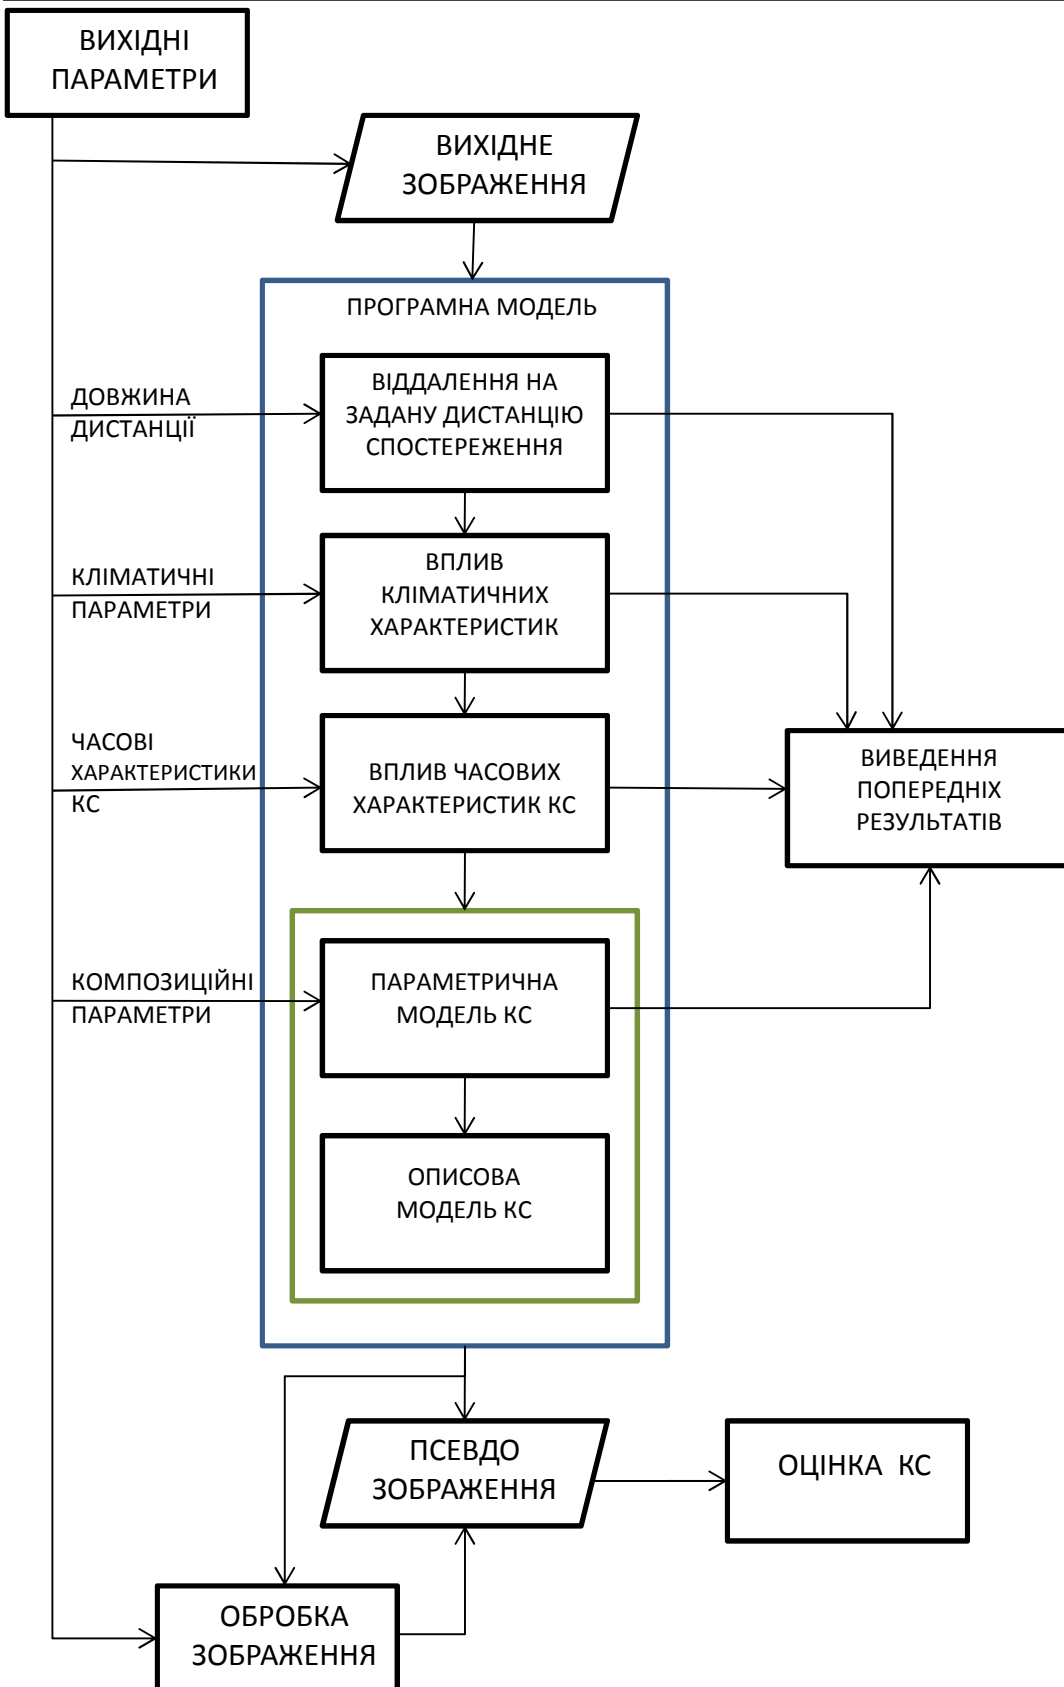 ВИХІДНІ
ПАРАМЕТРИ
ВИХІДНЕ
ЗОБРАЖЕННЯ
ПРОГРАМНА МОДЕЛЬ
ДОВЖИНА
ДИСТАНЦІЇ
ВІДДАЛЕННЯ НА
ЗАДАНУ ДИСТАНЦІЮ
СПОСТЕРЕЖЕННЯ
КЛІМАТИЧНІ
ПАРАМЕТРИ
ВПЛИВ
КЛІМАТИЧНИХ
ХАРАКТЕРИСТИК
ЧАСОВІ
ХАРАКТЕРИСТИКИ
КС
ВПЛИВ ЧАСОВИХ
ХАРАКТЕРИСТИК КС
ВИВЕДЕННЯ
ПОПЕРЕДНІХ
РЕЗУЛЬТАТІВ
КОМПОЗИЦІЙНІ
ПАРАМЕТРИ
ПАРАМЕТРИЧНА
МОДЕЛЬ КС
ОПИСОВА
МОДЕЛЬ КС
ПСЕВДО
ЗОБРАЖЕННЯ
ОЦІНКА КС
ОБРОБКА
ЗОБРАЖЕННЯ